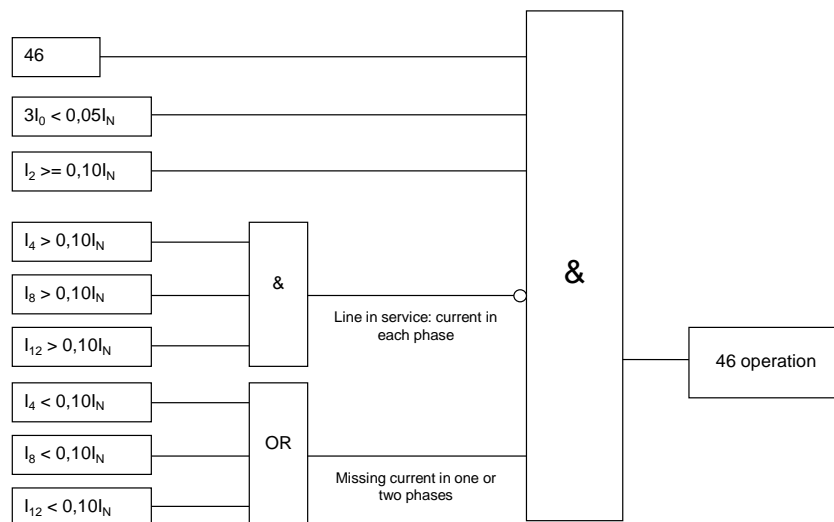 46
3I₀ < 0,05Iₙ
I₂ >= 0,10Iₙ
I₄ > 0,10Iₙ
I₈ > 0,10Iₙ
I₁₂ > 0,10Iₙ
&
Line in service: current in
each phase
&
46 operation
I₄ < 0,10Iₙ
I₈ < 0,10Iₙ
I₁₂ < 0,10Iₙ
OR
Missing current in one or
two phases